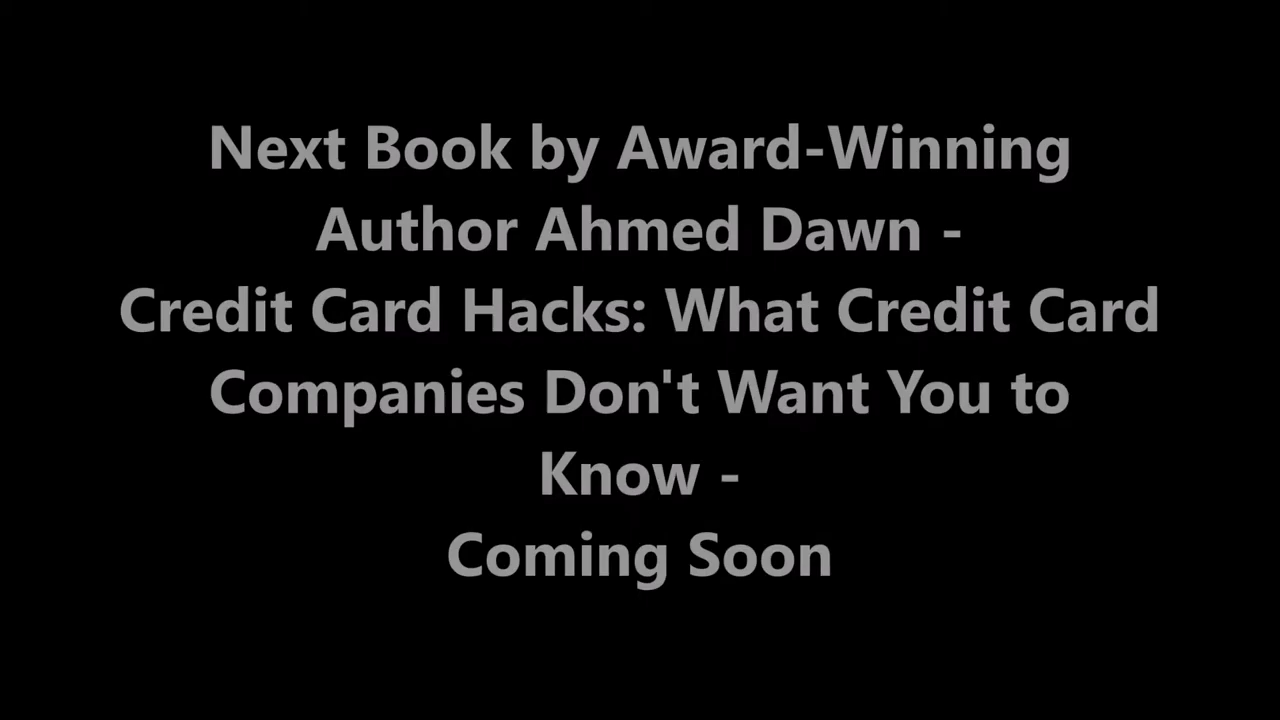 Next Book by Award-Winning
Author Ahmed Dawn -
Credit Card Hacks: What Credit Card
Companies Don't Want You to
Know -
Coming Soon